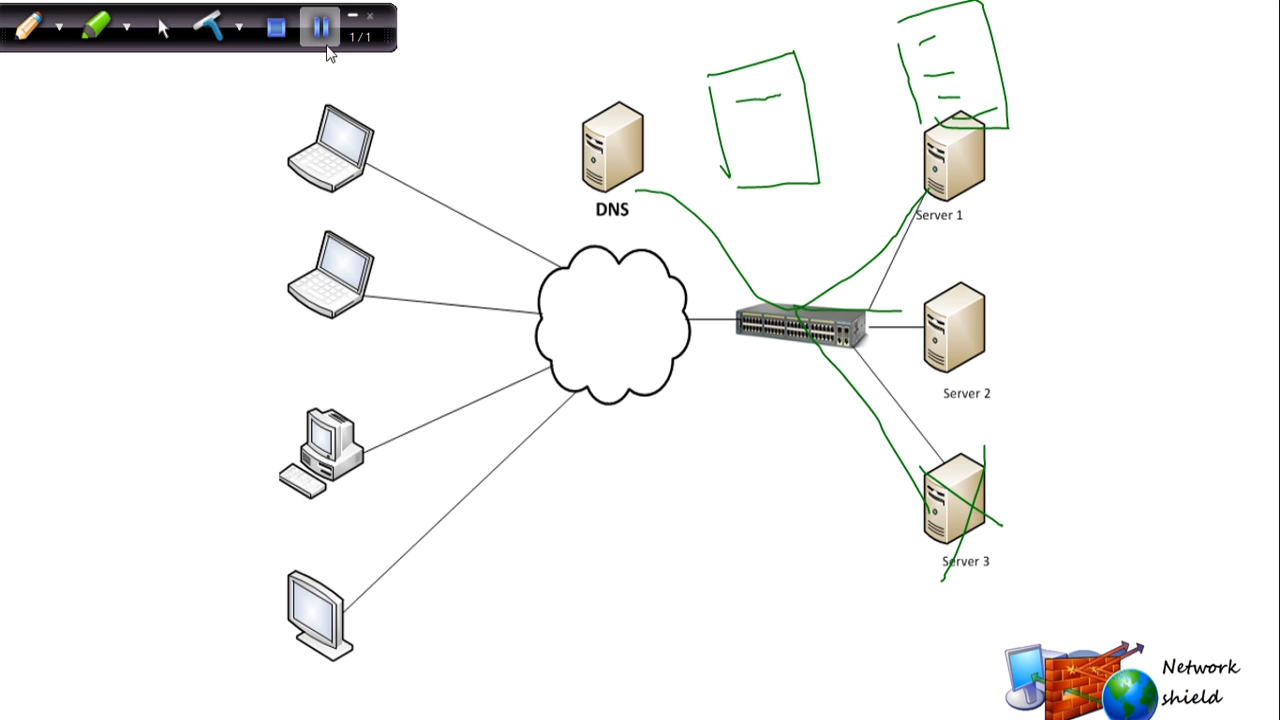 1/1
DNS
Server 1
Server 2
Server 3
Network
shield